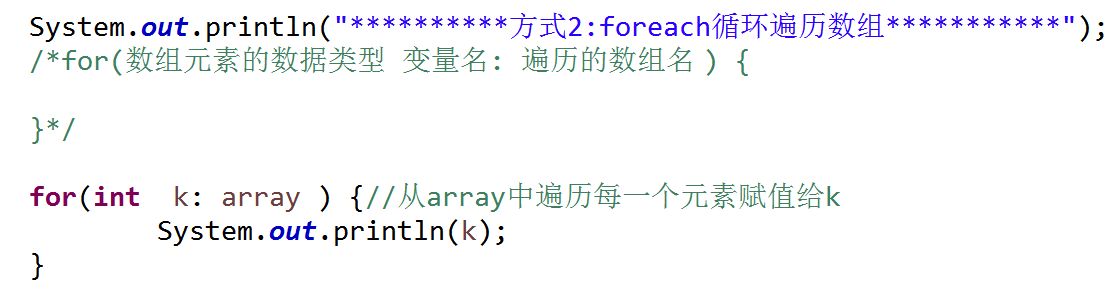 System.out.println("**********方式2:foreach循环遍历数组***********");
/*for(数组元素的数据类型 变量名: 遍历的数组名 ) {
}*/
for(int  k: array ) {//从array中遍历每一个元素赋值给k
        System.out.println(k);
}